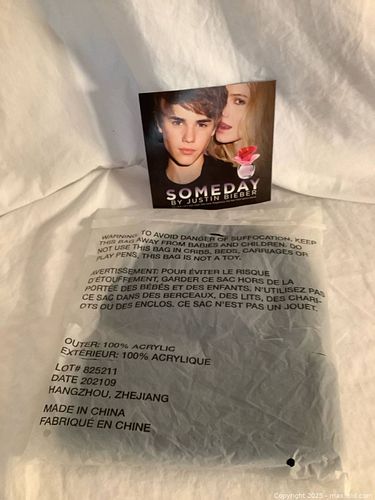 SOMEDAY
BY JUSTIN BIEBER
WARNING: TO AVOID DANGER OF SUFFOCATION, KEEP
THIS BAG AWAY FROM BABIES AND CHILDREN. DO
NOT USE THIS BAG IN CRIBS, BEDS, CARRIAGES OR
PLAY PENS, THIS BAG IS NOT A TOY.
AVERTISSEMENT: POUR ÉVITER LE RISQUE
D'ÉTOUFFEMENT, GARDER CE SAC HORS DE LA
PORTÉE DES BÉBÉS ET DES ENFANTS. N'UTILISEZ PAS
CE SAC DANS DES BERCEAUX, DES LITS, DES CHARI-
OTS OU DES ENCLOS. CE SAC N'EST PAS UN JOUET.
OUTER: 100% ACRYLIC
EXTÉRIEUR: 100% ACRYLIQUE
LOT# 825211
DATE 202109
HANGZHOU, ZHEJIANG
MADE IN CHINA
FABRIQUÉ EN CHINE
Copyright 2025 - maxsold.com